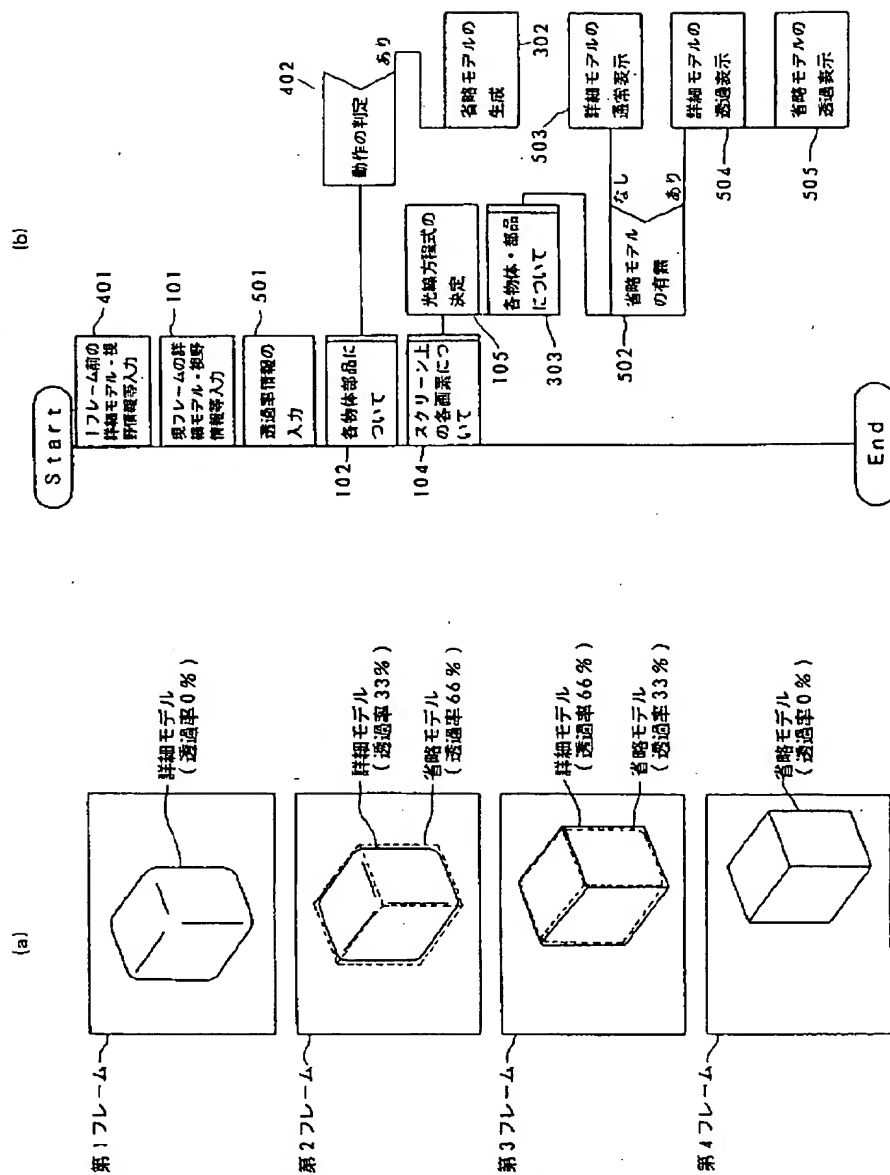 (a)
第1フレーム
詳細モデル
(透過率0%)
第2フレーム
詳細モデル
(透過率33%)
省略モデル
(透過率66%)
第3フレーム
詳細モデル
(透過率66%)
省略モデル
(透過率33%)
第4フレーム
省略モデル
(透過率0%)
(b)
Start
401
1フレーム前の
詳細モデル・視
野情報等入力
101
現フレームの詳
細モデル・視野
情報等入力
501
透過率情報の
入力
102
各物体部品に
ついて
402
動作の判定
あり
302
省略モデルの
生成
104
スクリーン上
の各画素につ
いて
105
光線方程式の
決定
303
各物体・部品
について
502
省略モデル
の有無
なし
あり
503
詳細モデルの
通常表示
504
詳細モデルの
透過表示
505
省略モデルの
透過表示
End